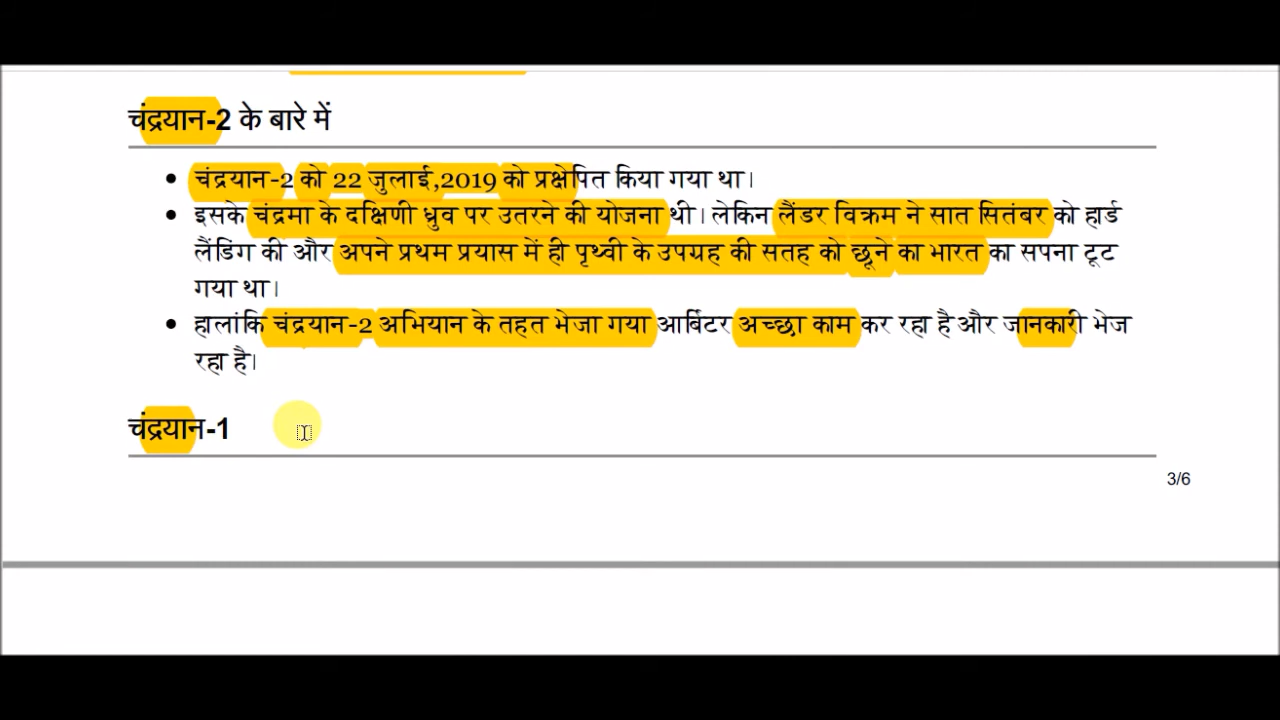 चंद्रयान-2 के बारे में
चंद्रयान-2 को 22 जुलाई,2019 को प्रक्षेपित किया गया था।
इसके चंद्रमा के दक्षिणी ध्रुव पर उतरने की योजना थी। लेकिन लैंडर विक्रम ने सात सितंबर को हार्ड
लैंडिंग की और अपने प्रथम प्रयास में ही पृथ्वी के उपग्रह की सतह को छूने का भारत का सपना टूट
गया था।
हालांकि चंद्रयान-2 अभियान के तहत भेजा गया आर्बिटर अच्छा काम कर रहा है और जानकारी भेज
रहा है।
चंद्रयान-1
3/6